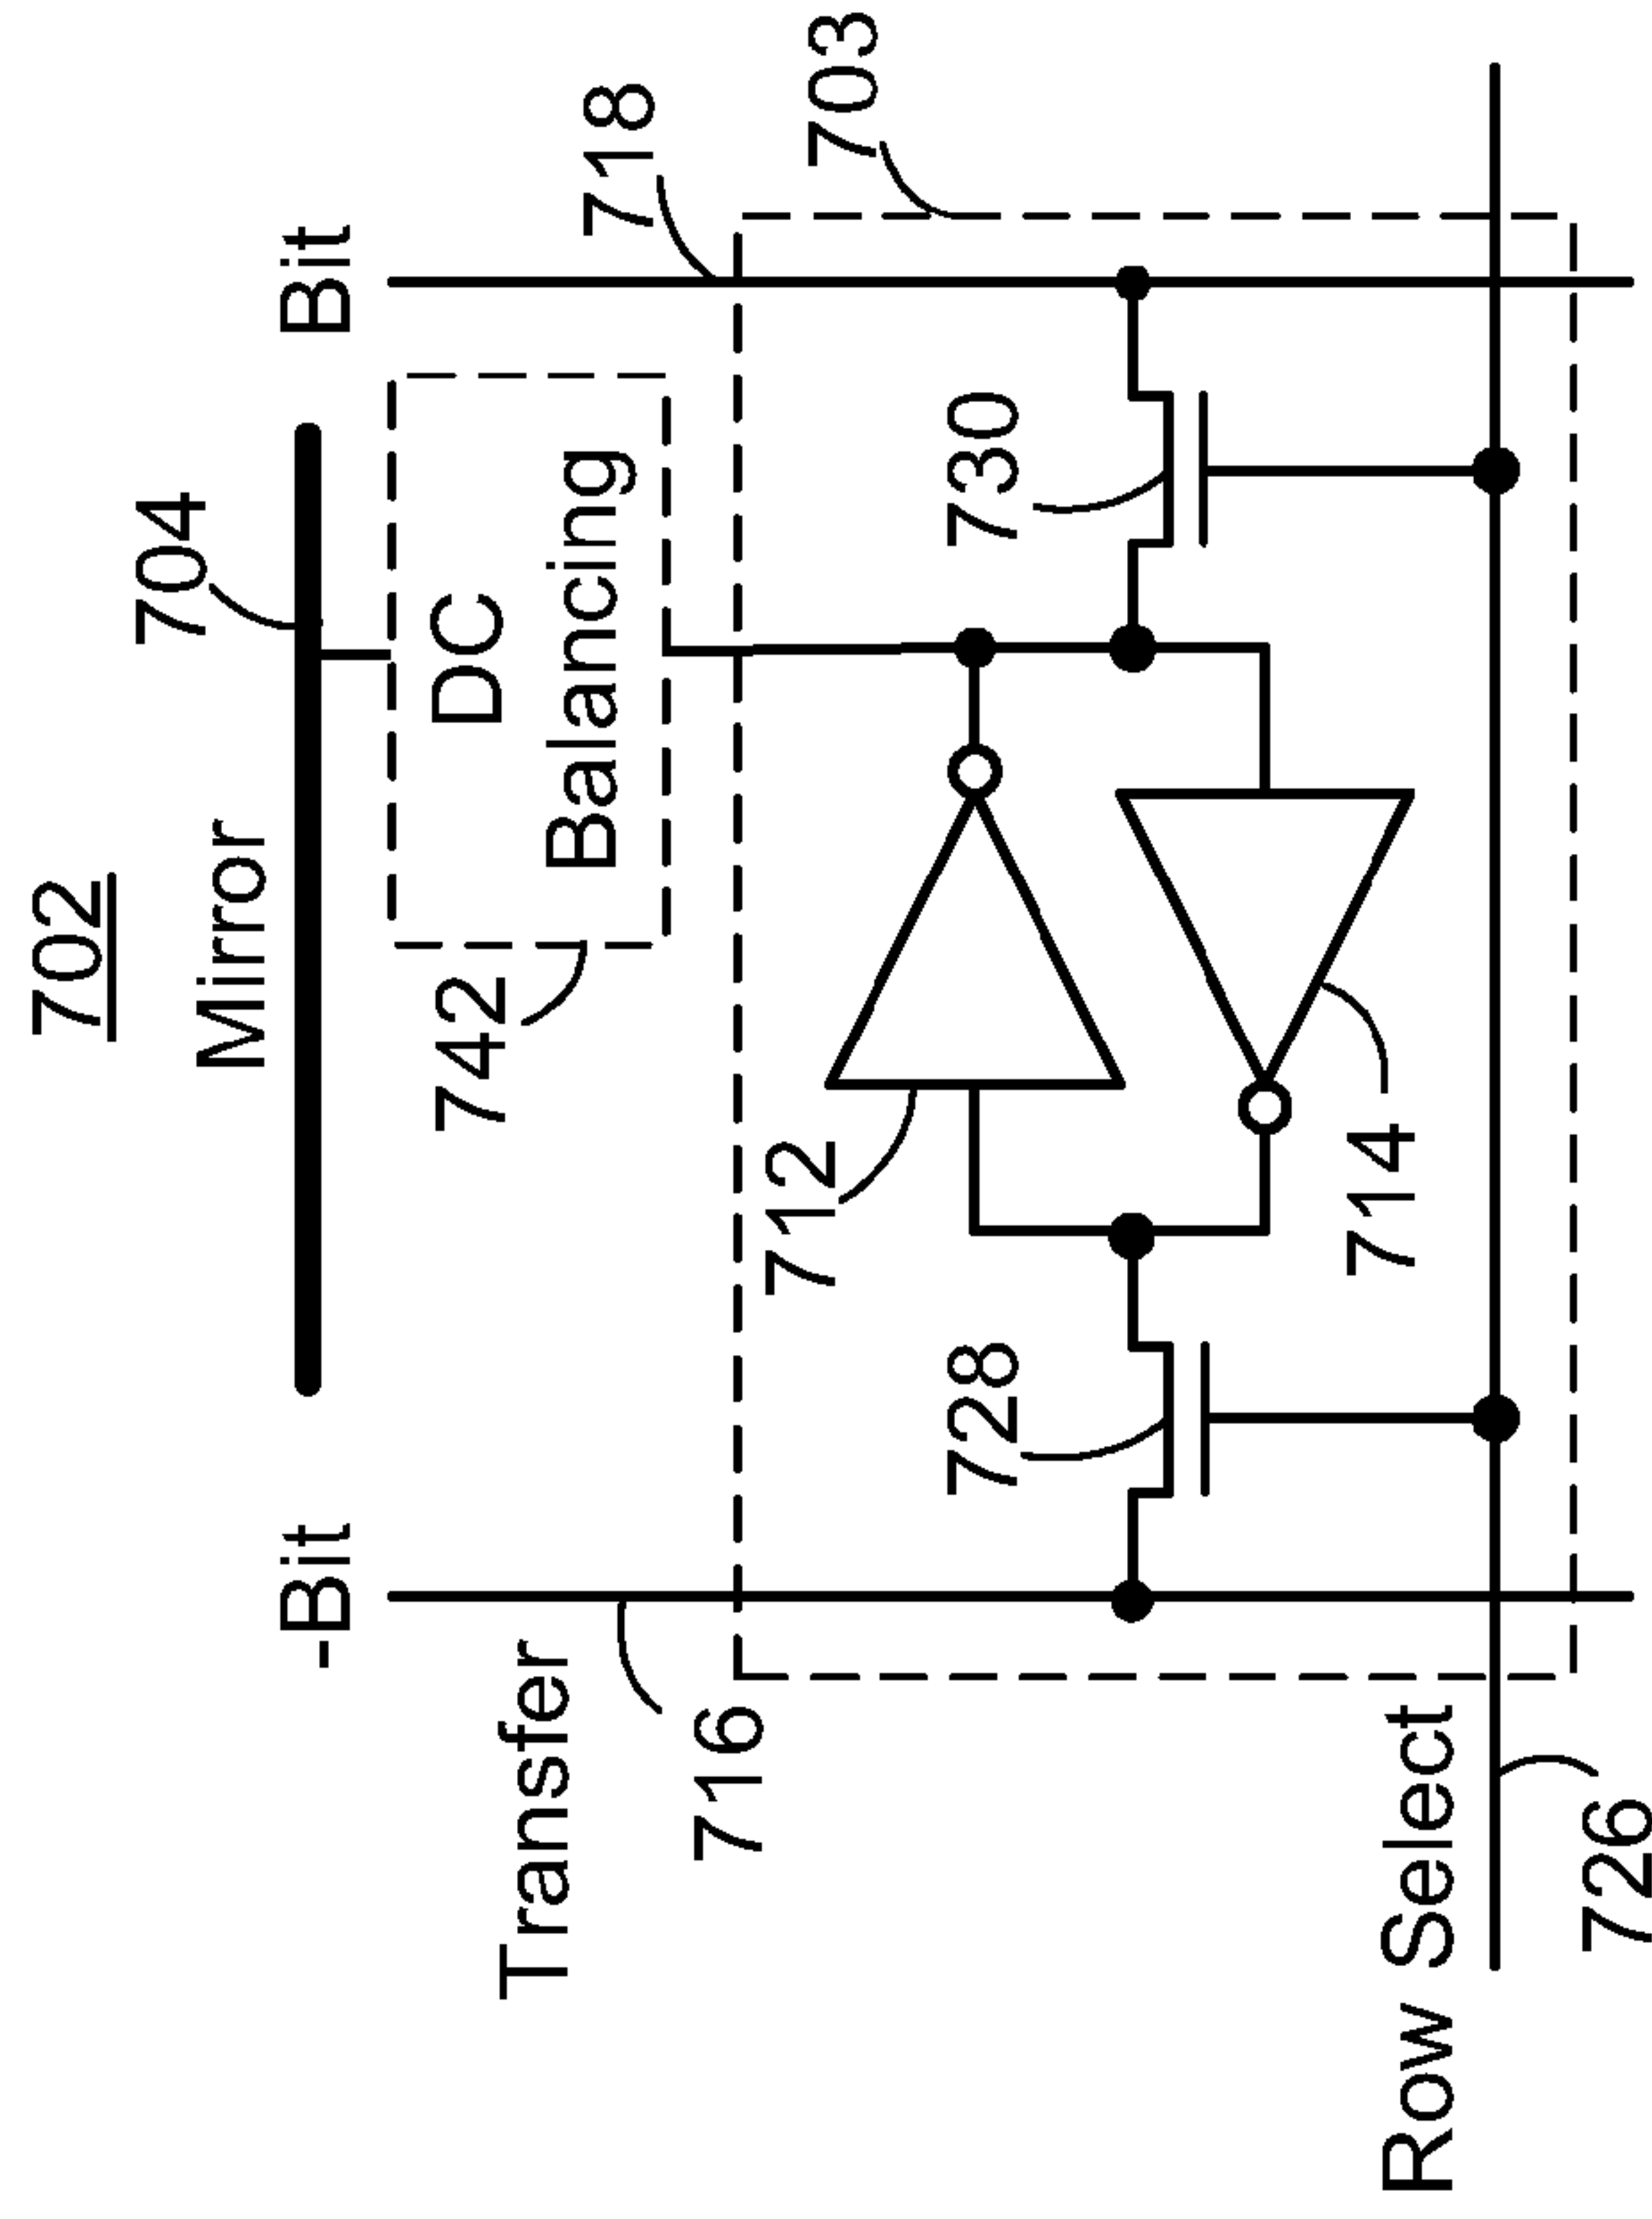 702
704
Mirror
-Bit
Bit
718
DC
Balancing
742
Transfer
716
703
712
728
730
714
Row Select
726